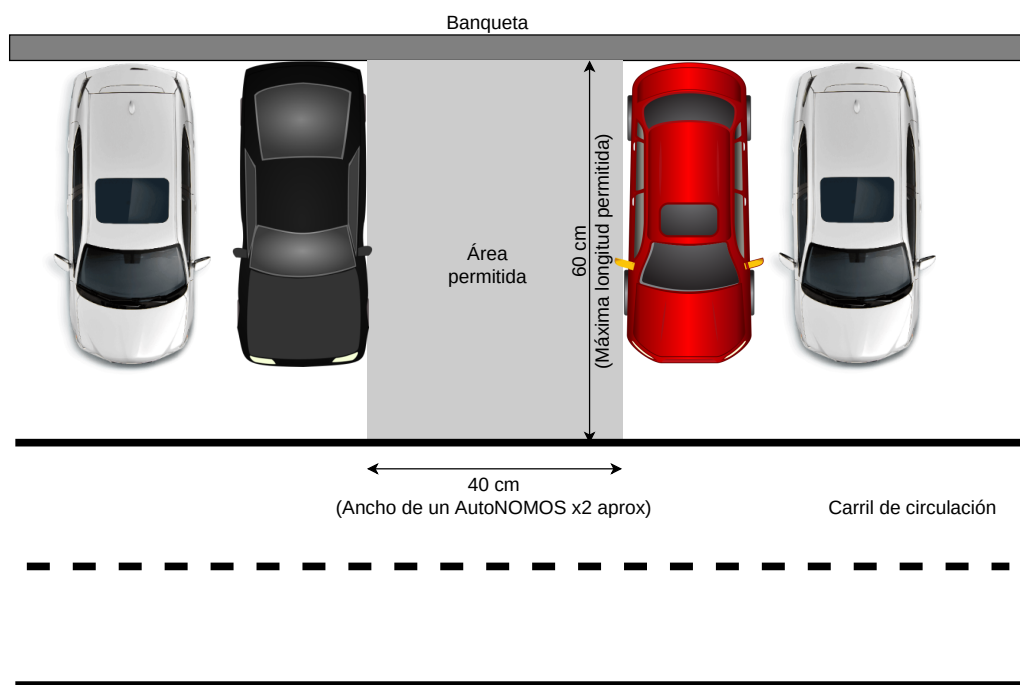 Banqueta
Área
permitida
60 cm
(Máxima longitud permitida)
40 cm
(Ancho de un AutoNOMOS x2 aprox)
Carril de circulación